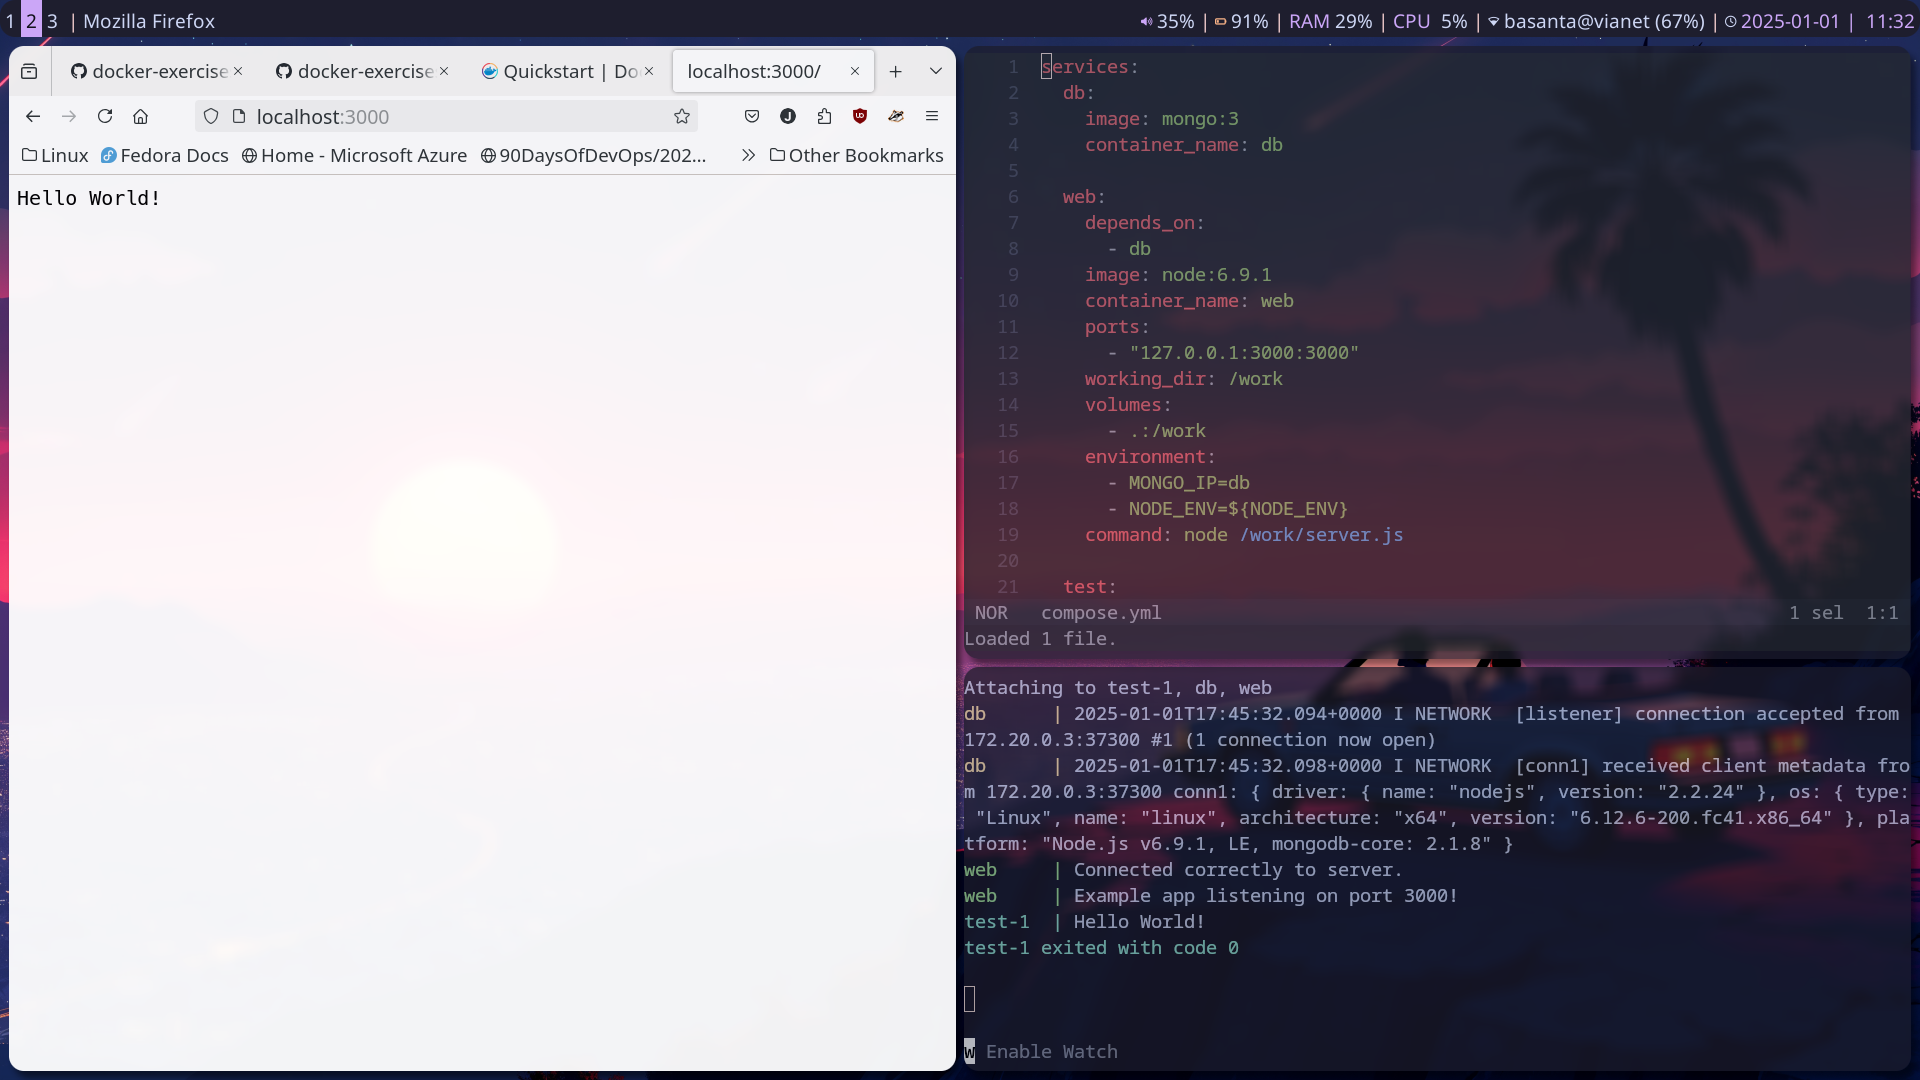 1 2 3 | Mozilla Firefox
35% | 91% | RAM 29% | CPU 5% | basanta@vianet (67%) | 2025-01-01 | 11:32
docker-exercise
docker-exercise
Quickstart | Do
localhost:3000/
localhost:3000
Linux
Fedora Docs
Home - Microsoft Azure
90DaysOfDevOps/202...
Other Bookmarks
Hello World!
1 services:
2 db:
3 image: mongo:3
4 container_name: db
5
6 web:
7 depends_on:
8 - db
9 image: node:6.9.1
10 container_name: web
11 ports:
12 - "127.0.0.1:3000:3000"
13 working_dir: /work
14 volumes:
15 - .:/work
16 environment:
17 - MONGO_IP=db
18 - NODE_ENV=${NODE_ENV}
19 command: node /work/server.js
20
21 test:
NOR compose.yml 1 sel 1:1
Loaded 1 file.
Attaching to test-1, db, web
db | 2025-01-01T17:45:32.094+0000 I NETWORK [listener] connection accepted from
172.20.0.3:37300 #1 (1 connection now open)
db | 2025-01-01T17:45:32.098+0000 I NETWORK [conn1] received client metadata fro
m 172.20.0.3:37300 conn1: { driver: { name: "nodejs", version: "2.2.24" }, os: { type:
"Linux", name: "linux", architecture: "x64", version: "6.12.6-200.fc41.x86_64" }, pla
tform: "Node.js v6.9.1, LE, mongodb-core: 2.1.8" }
web | Connected correctly to server.
web | Example app listening on port 3000!
test-1 | Hello World!
test-1 exited with code 0
w Enable Watch